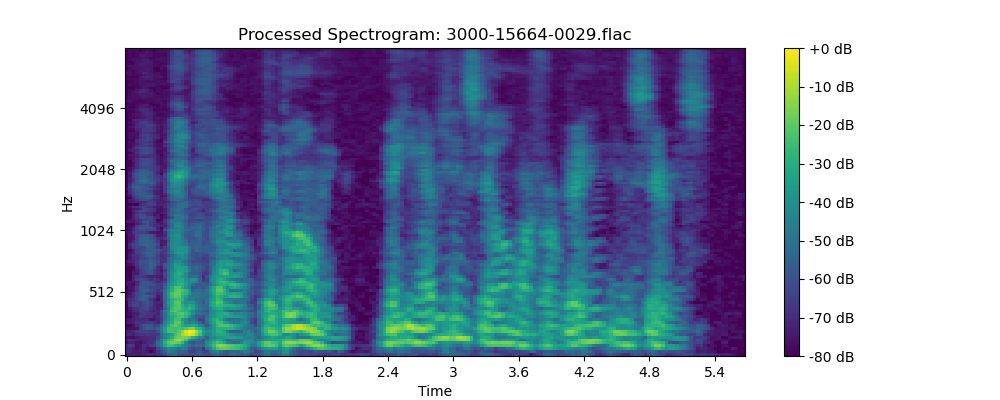 Processed Spectrogram: 3000-15664-0029.flac
Hz
4096
2048
1024
512
0
0 0.6 1.2 1.8 2.4 3 3.6 4.2 4.8 5.4
Time
+0 dB
-10 dB
-20 dB
-30 dB
-40 dB
-50 dB
-60 dB
-70 dB
-80 dB